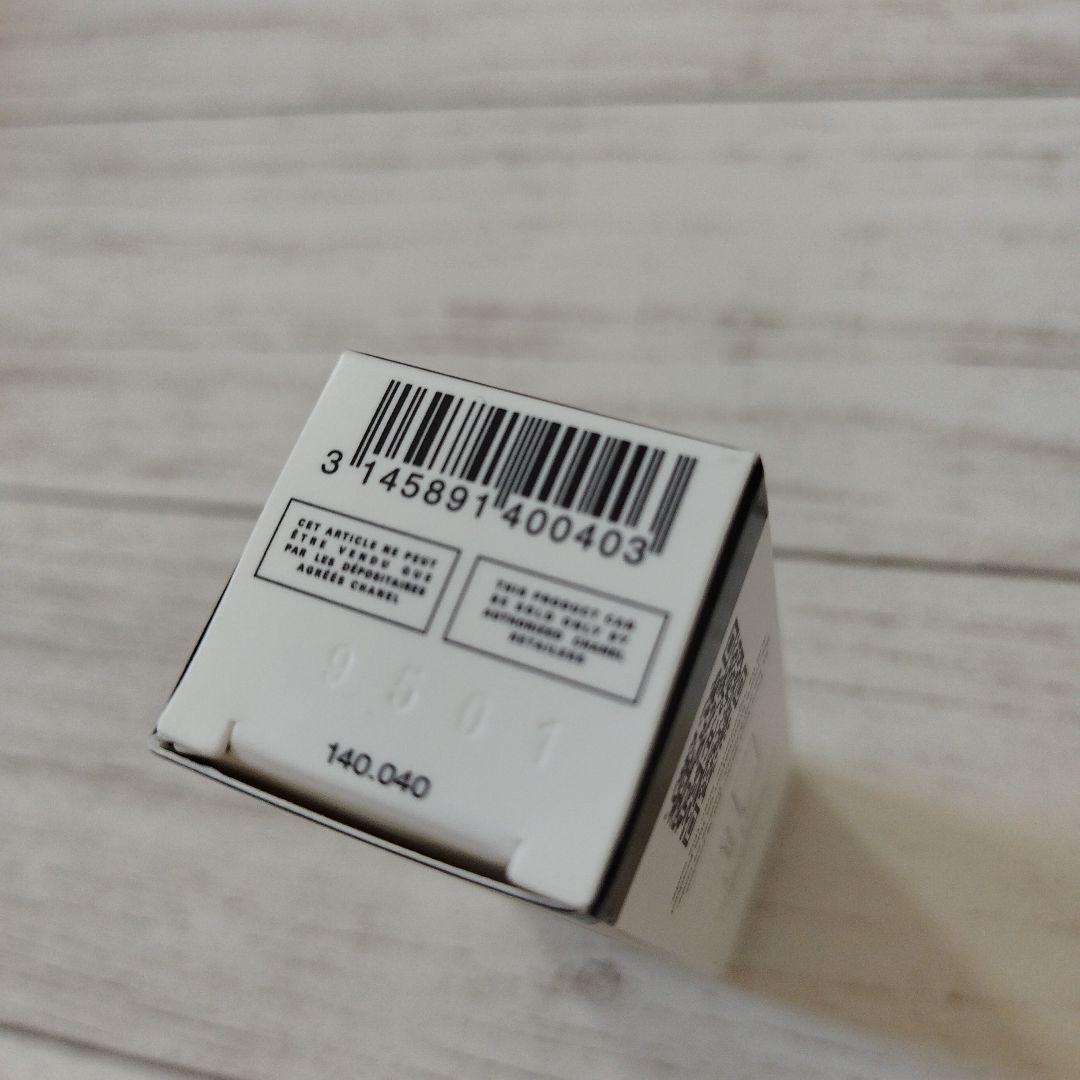 3 145891 400403
CET ARTICLE NE PEUT
ÊTRE VENDU QUE
PAR LES DÉPOSITAIRES
AGRÉÉS CHANEL
THIS PRODUCT CAN
BE SOLD ONLY BY
AUTHORIZED CHANEL
RETAILERS
9501
140.040